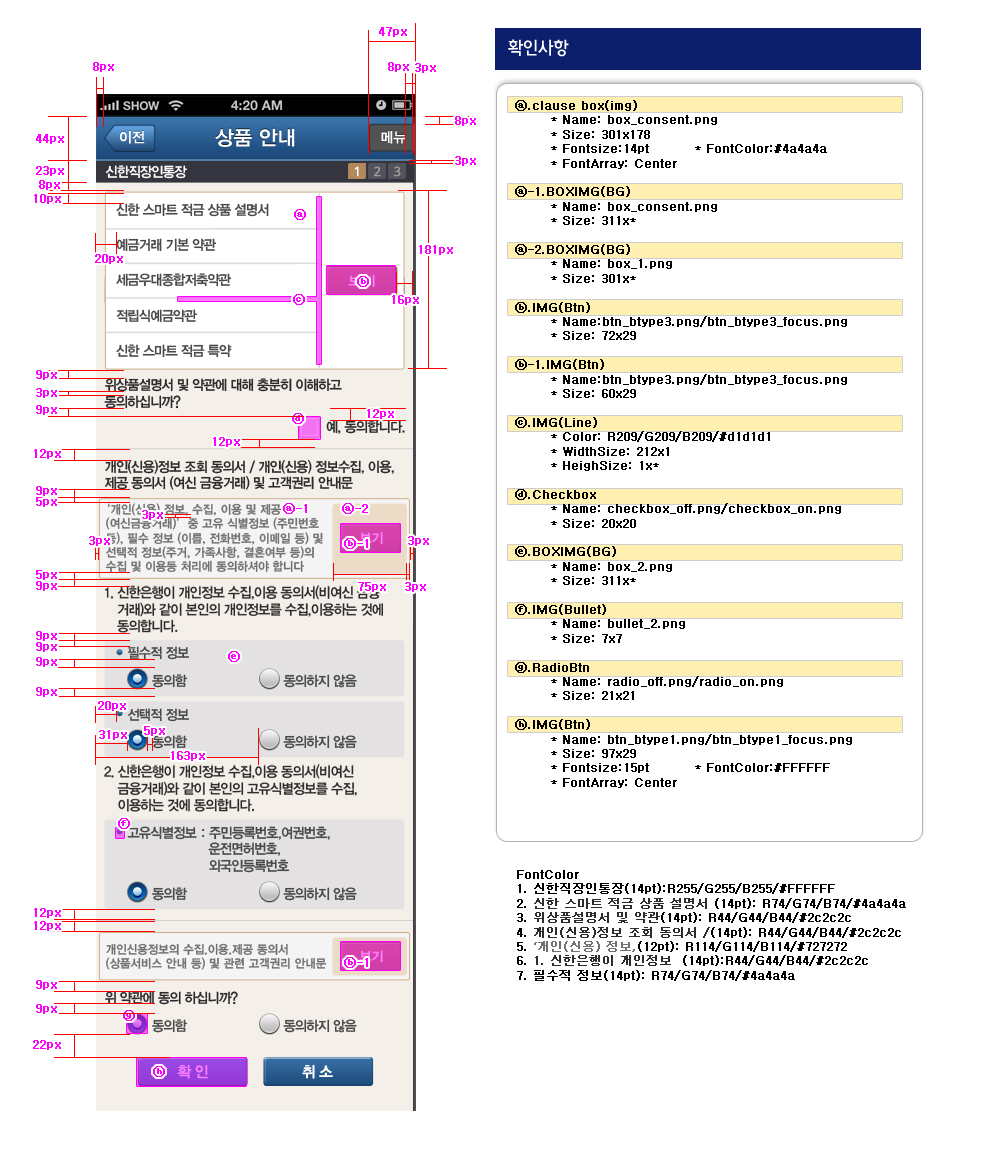 47px
8px
8px 3px
SHOW 4:20 AM
8px
44px
이전
상품 안내
메뉴
3px
23px
신한직장인통장
1 2 3
8px
10px
신한 스마트 적금 상품 설명서
ⓐ
예금거래 기본 약관
20px
181px
세금우대종합저축약관
ⓑ
16px
ⓒ
적립식예금약관
신한 스마트 적금 특약
9px
위상품설명서 및 약관에 대해 충분히 이해하고
3px
동의하십니까?
9px
12px
ⓓ
예, 동의합니다.
12px
12px
개인(신용)정보 조회 동의서 / 개인(신용) 정보수집, 이용,
제공 동의서 (여신 금융거래) 및 고객권리 안내문
9px
5px
'개인(신용) 정보, 수집, 이용 및 제공 ⓐ-1
ⓐ-2
3px
(여신금융거래)' 중 고유 식별정보 (주민번호
등), 필수 정보 (이름, 전화번호, 이메일 등) 및
3px
보기
ⓑ-1
3px
선택적 정보(주거, 가족사항, 결혼여부 등)의
수집 및 이용등 처리에 동의하셔야 합니다
5px
9px
75px
3px
1. 신한은행이 개인정보 수집,이용 동의서(비여신 금융
거래)와 같이 본인의 개인정보를 수집,이용하는 것에
동의합니다.
9px
9px
필수적 정보
ⓔ
9px
동의함
동의하지 않음
9px
20px
선택적 정보
31px
5px
동의함
동의하지 않음
163px
2. 신한은행이 개인정보 수집,이용 동의서(비여신
금융거래)와 같이 본인의 고유식별정보를 수집,
이용하는 것에 동의합니다.
ⓕ
고유식별정보 : 주민등록번호,여권번호,
운전면허번호,
외국인등록번호
동의함
동의하지 않음
12px
12px
개인신용정보의 수집,이용,제공 동의서
(상품서비스 안내 등) 및 관련 고객권리 안내문
보기
ⓑ-1
9px
위 약관에 동의 하십니까?
9px
ⓖ
동의함
동의하지 않음
22px
ⓗ 확인
취소
확인사항
ⓐ.clause box(img)
* Name: box_consent.png
* Size: 301x178
* Fontsize:14pt * FontColor:#4a4a4a
* FontArray: Center
ⓐ-1.BOXIMG(BG)
* Name: box_consent.png
* Size: 311x*
ⓐ-2.BOXIMG(BG)
* Name: box_1.png
* Size: 301x*
ⓑ.IMG(Btn)
* Name:btn_btype3.png/btn_btype3_focus.png
* Size: 72x29
ⓑ-1.IMG(Btn)
* Name:btn_btype3.png/btn_btype3_focus.png
* Size: 60x29
ⓒ.IMG(Line)
* Color: R209/G209/B209/#d1d1d1
* WidthSize: 212x1
* HeighSize: 1x*
ⓓ.Checkbox
* Name: checkbox_off.png/checkbox_on.png
* Size: 20x20
ⓔ.BOXIMG(BG)
* Name: box_2.png
* Size: 311x*
ⓕ.IMG(Bullet)
* Name: bullet_2.png
* Size: 7x7
ⓖ.RadioBtn
* Name: radio_off.png/radio_on.png
* Size: 21x21
ⓗ.IMG(Btn)
* Name: btn_btype1.png/btn_btype1_focus.png
* Size: 97x29
* Fontsize:15pt * FontColor:#FFFFFF
* FontArray: Center
FontColor
1. 신한직장인통장(14pt):R255/G255/B255/#FFFFFF
2. 신한 스마트 적금 상품 설명서 (14pt): R74/G74/B74/#4a4a4a
3. 위상품설명서 및 약관(14pt): R44/G44/B44/#2c2c2c
4. 개인(신용)정보 조회 동의서 /(14pt): R44/G44/B44/#2c2c2c
5. '개인(신용) 정보,(12pt): R114/G114/B114/#727272
6. 1. 신한은행이 개인정보 (14pt):R44/G44/B44/#2c2c2c
7. 필수적 정보(14pt): R74/G74/B74/#4a4a4a